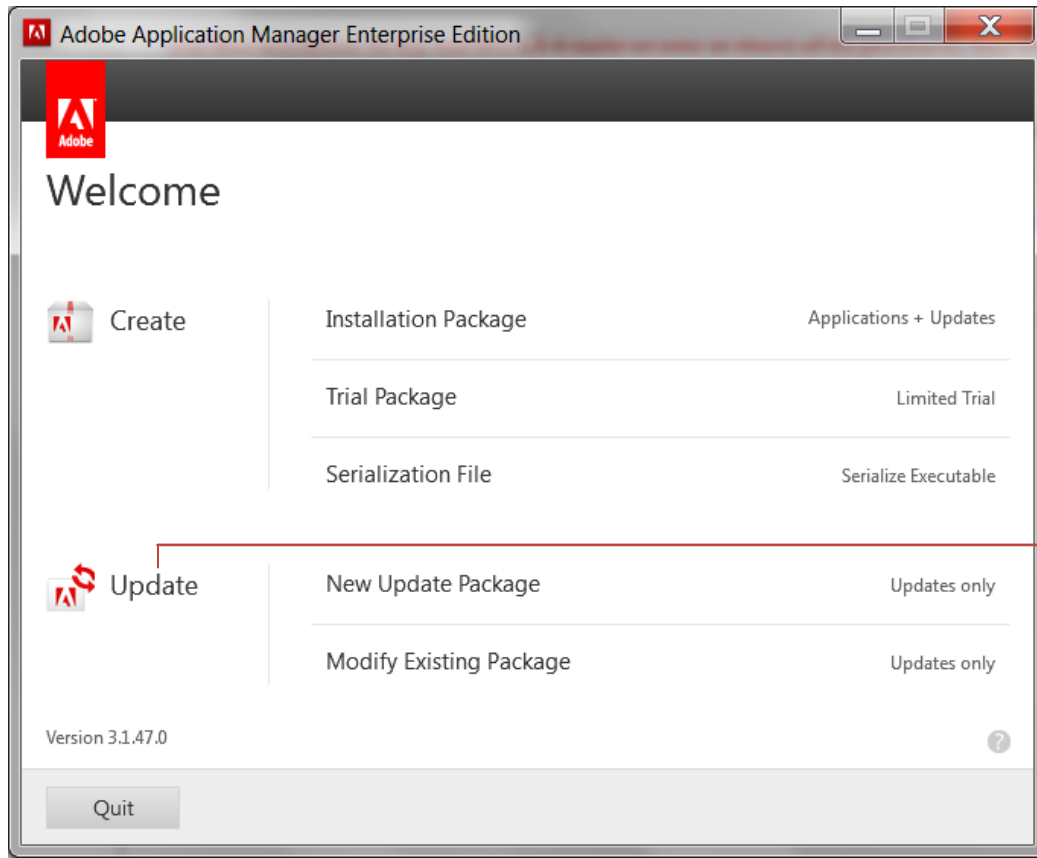 Adobe Application Manager Enterprise Edition
Adobe
Welcome
Create
Installation Package Applications + Updates
Trial Package Limited Trial
Serialization File Serialize Executable
Update
New Update Package Updates only
Modify Existing Package Updates only
Version 3.1.47.0
?
Quit